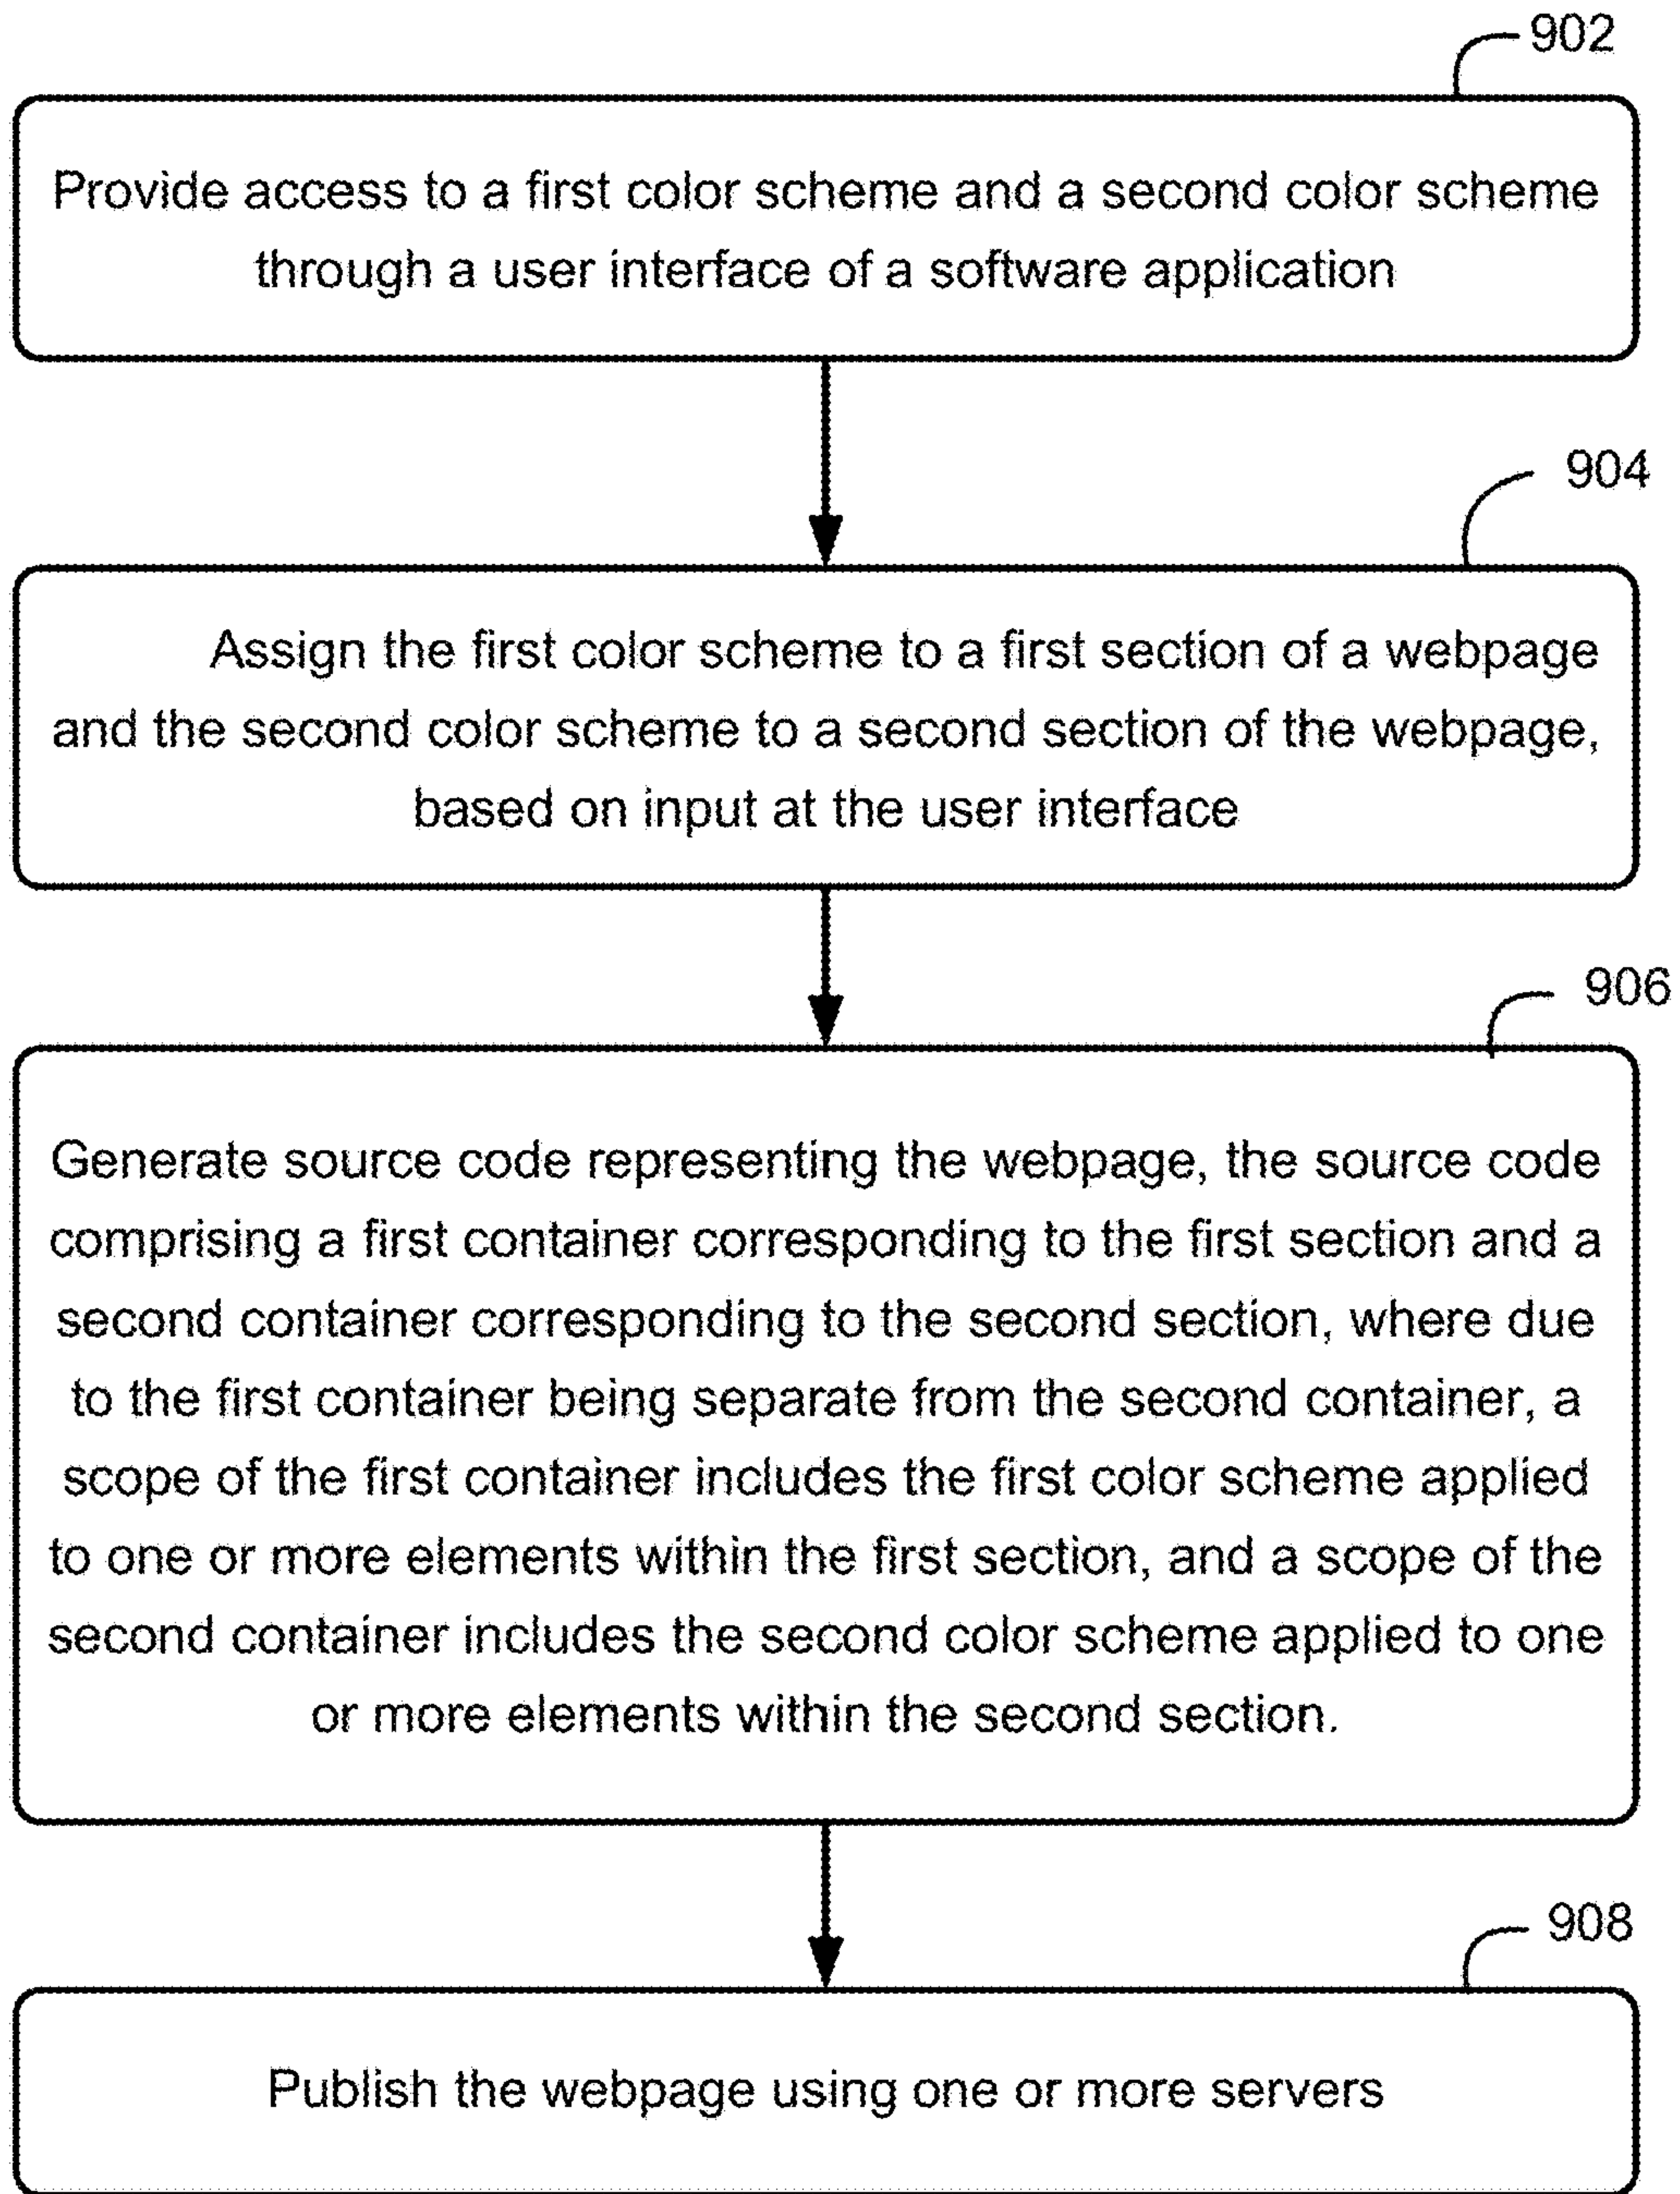 902
Provide access to a first color scheme and a second color scheme
through a user interface of a software application
904
Assign the first color scheme to a first section of a webpage
and the second color scheme to a second section of the webpage,
based on input at the user interface
906
Generate source code representing the webpage, the source code
comprising a first container corresponding to the first section and a
second container corresponding to the second section, where due
to the first container being separate from the second container, a
scope of the first container includes the first color scheme applied
to one or more elements within the first section, and a scope of the
second container includes the second color scheme applied to one
or more elements within the second section.
908
Publish the webpage using one or more servers